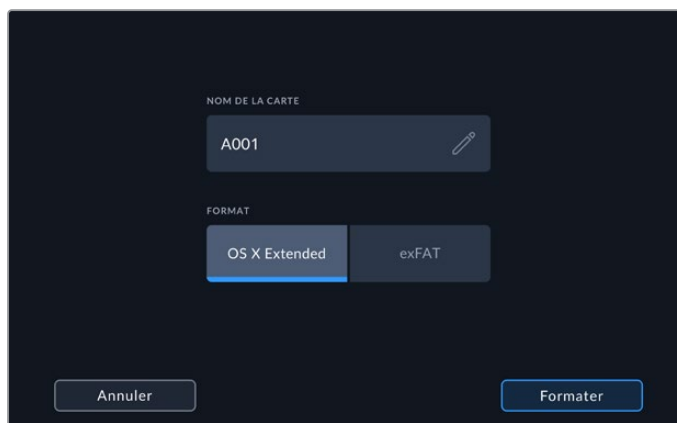 NOM DE LA CARTE
A001
FORMAT
OS X Extended exFAT
Annuler Formater